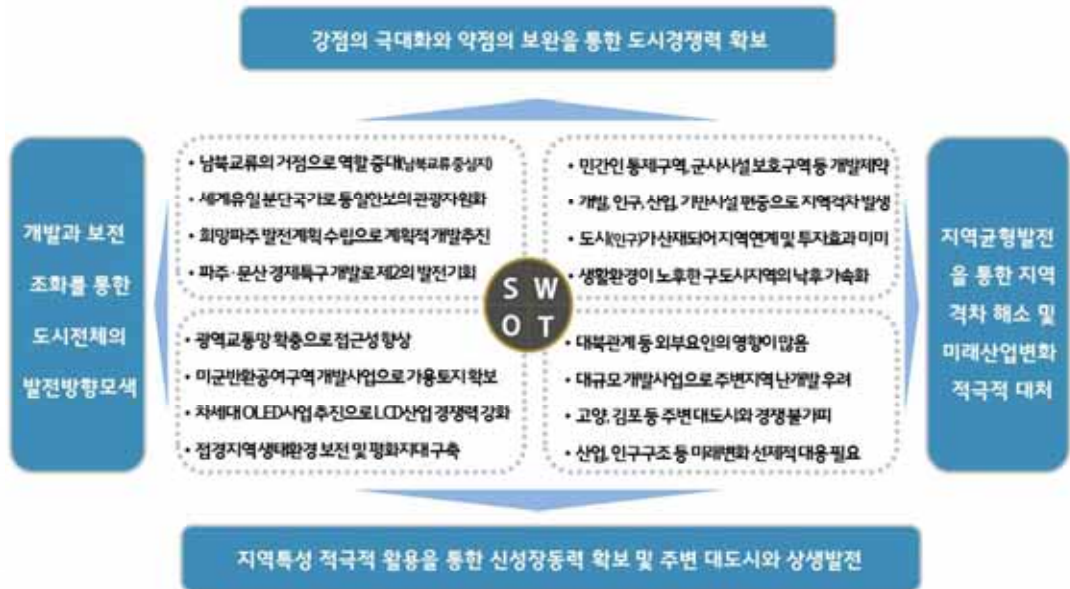 강점의 극대화와 약점의 보완을 통한 도시경쟁력 확보
개발과 보전
조화를 통한
도시전체의
발전방향모색
• 남북교류의 거점으로 역할 증대(남북교류 중심지)
• 세계유일 분단국가로 통일안보의 관광자원화
• 희망파주 발전계획 수립으로 계획적 개발추진
• 파주·문산 경제특구 개발로 제2의 발전기회
• 민간인 통제구역, 군사시설 보호구역 등 개발제약
• 개발, 인구, 산업, 기반시설 편중으로 지역격차 발생
• 도시(인구)가 산재되어 지역연계 및 투자효과 미미
• 생활환경이 노후한 구도시지역의 낙후 가속화
S W
O T
• 광역교통망 확충으로 접근성 향상
• 미군반환공여구역 개발사업으로 가용토지 확보
• 차세대 OLED사업 추진으로 LCD산업 경쟁력 강화
• 접경지역 생태환경 보전 및 평화지대 구축
• 대북관계 등 외부요인의 영향이 많음
• 대규모 개발사업으로 주변지역 난개발 우려
• 고양, 김포 등 주변 대도시와 경쟁 불가피
• 산업, 인구구조 등 미래변화 선제적 대응 필요
지역균형발전
을 통한 지역
격차 해소 및
미래산업변화
적극적 대처
지역특성 적극적 활용을 통한 신성장동력 확보 및 주변 대도시와 상생발전